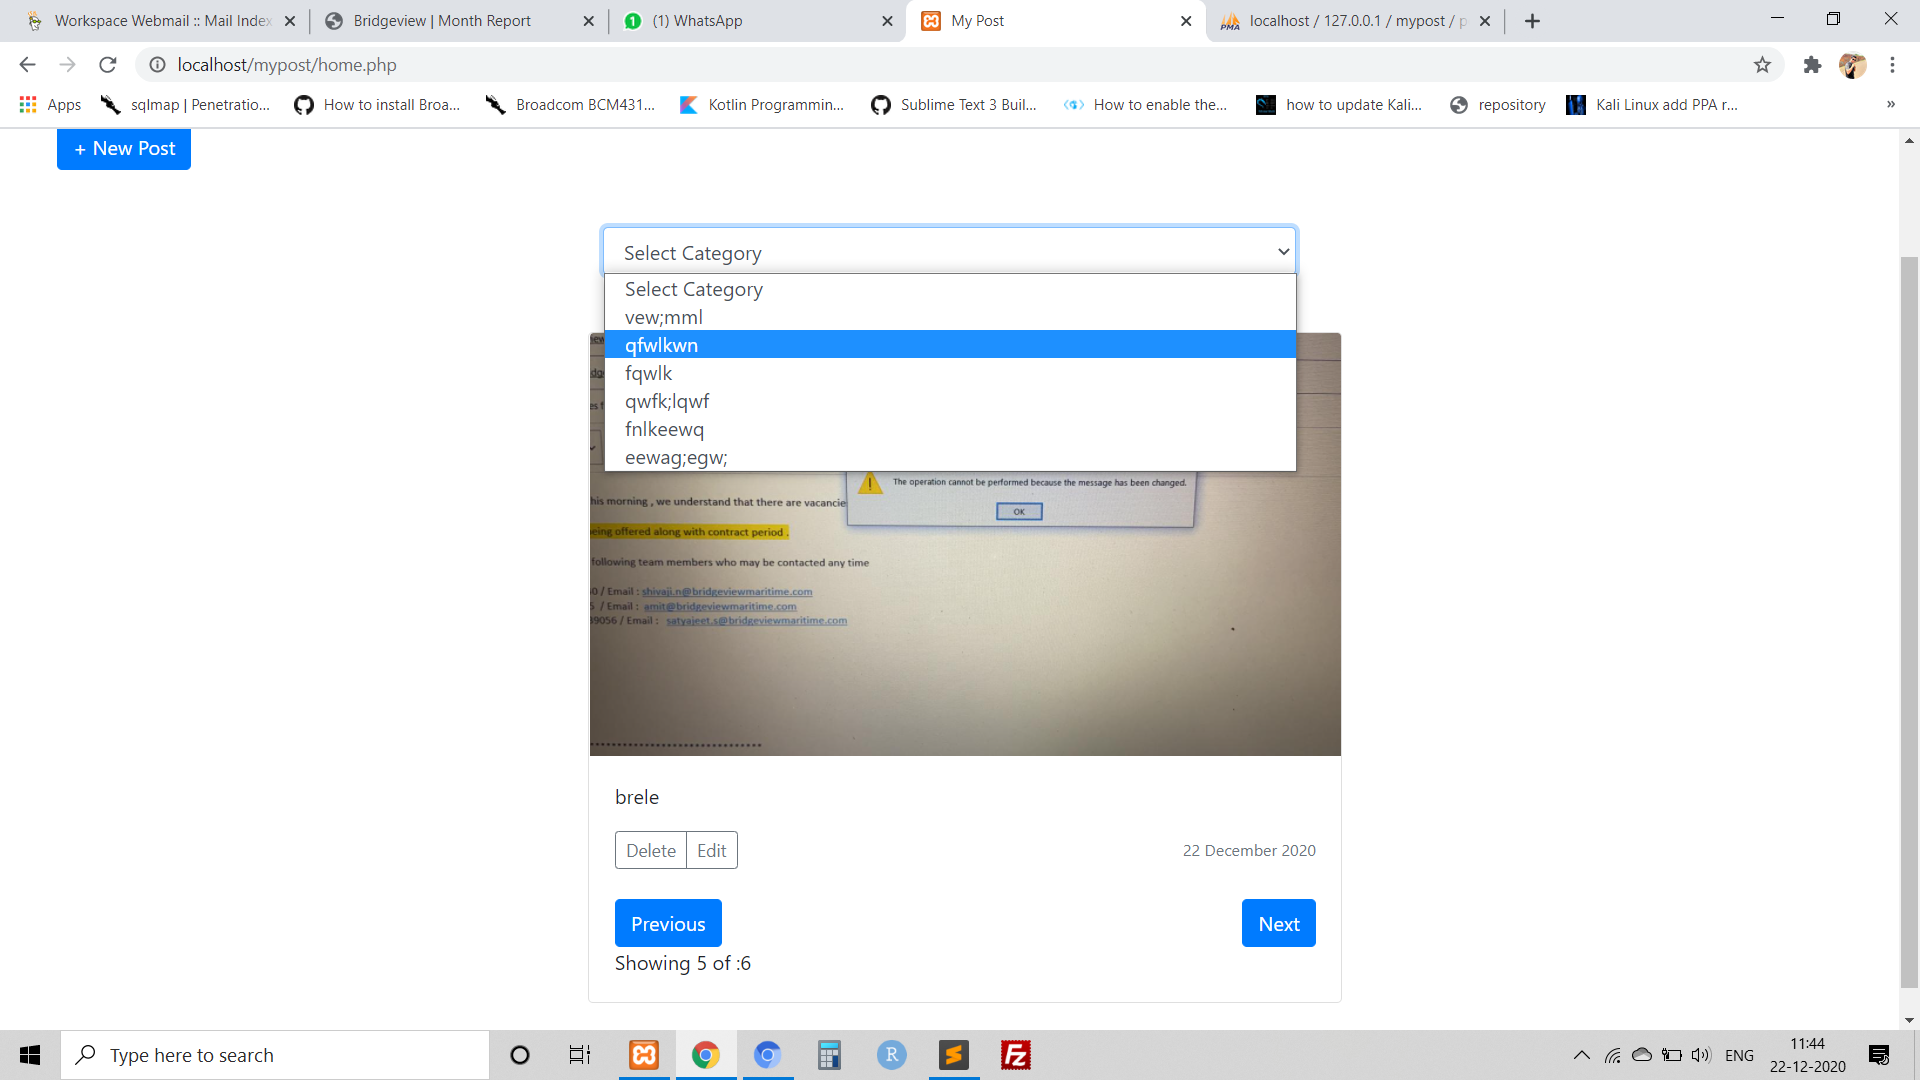 Workspace Webmail :: Mail Index
Bridgeview | Month Report
(1) WhatsApp
My Post
localhost / 127.0.0.1 / mypost / p
localhost/mypost/home.php
Apps
sqlmap | Penetratio...
How to install Broa...
Broadcom BCM431...
Kotlin Programmin...
Sublime Text 3 Buil...
How to enable the...
how to update Kali...
repository
Kali Linux add PPA r...
»
+ New Post
Select Category
Select Category
vew;mml
qfwlkwn
fqwlk
qwfk;lqwf
fnlkeewq
eewag;egw;
The operation cannot be performed because the message has been changed.
OK
his morning , we understand that there are vacancie
eing offered along with contract period .
following team members who may be contacted any time
0 / Email : shivaji.n@bridgeviewmaritime.com
5 / Email : amit@bridgeviewmaritime.com
39056 / Email : satyajeet.s@bridgeviewmaritime.com
brele
Delete
Edit
22 December 2020
Previous
Next
Showing 5 of :6
Type here to search
ENG
11:44
22-12-2020